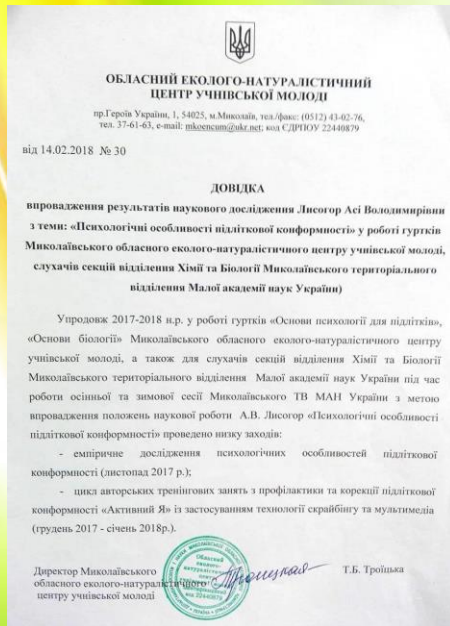 ОБЛАСНИЙ ЕКОЛОГО-НАТУРАЛІСТИЧНИЙ
ЦЕНТР УЧНІВСЬКОЇ МОЛОДІ
пр.Героїв України, 1, 54025, м.Миколаїв, тел./факс: (0512) 43-02-76,
тел. 37-61-63, e-mail: mkoencum@ukr.net; код ЄДРПОУ 22440879
від 14.02.2018 № 30
ДОВІДКА
впровадження результатів наукового дослідження Лисогор Асі Володимирівни
з теми: «Психологічні особливості підліткової конформності» у роботі гуртків
Миколаївського обласного еколого-натуралістичного центру учнівської молоді,
слухачів секцій відділення Хімії та Біології Миколаївського територіального
відділення Малої академії наук України)
Упродовж 2017-2018 н.р. у роботі гуртків «Основи психології для підлітків»,
«Основи біології» Миколаївського обласного еколого-натуралістичного центру
учнівської молоді, а також для слухачів секцій відділення Хімії та Біології
Миколаївського територіального відділення Малої академії наук України під час
роботи осінньої та зимової сесії Миколаївського ТВ МАН України з метою
впровадження положень наукової роботи А.В. Лисогор «Психологічні особливості
підліткової конформності» проведено низку заходів:
- емпіричне дослідження психологічних особливостей підліткової
конформності (листопад 2017 р.);
- цикл авторських тренінгових занять з профілактики та корекції підліткової
конформності «Активний Я» із застосуванням технології скрайбінгу та мультимедіа
(грудень 2017 - січень 2018р.).
Директор Миколаївського
обласного еколого-натуралістичного
центру учнівської молоді
Обласний
еколого-
натуралістичний
центр
22440879
Троицкая
Т.Б. Троїцька